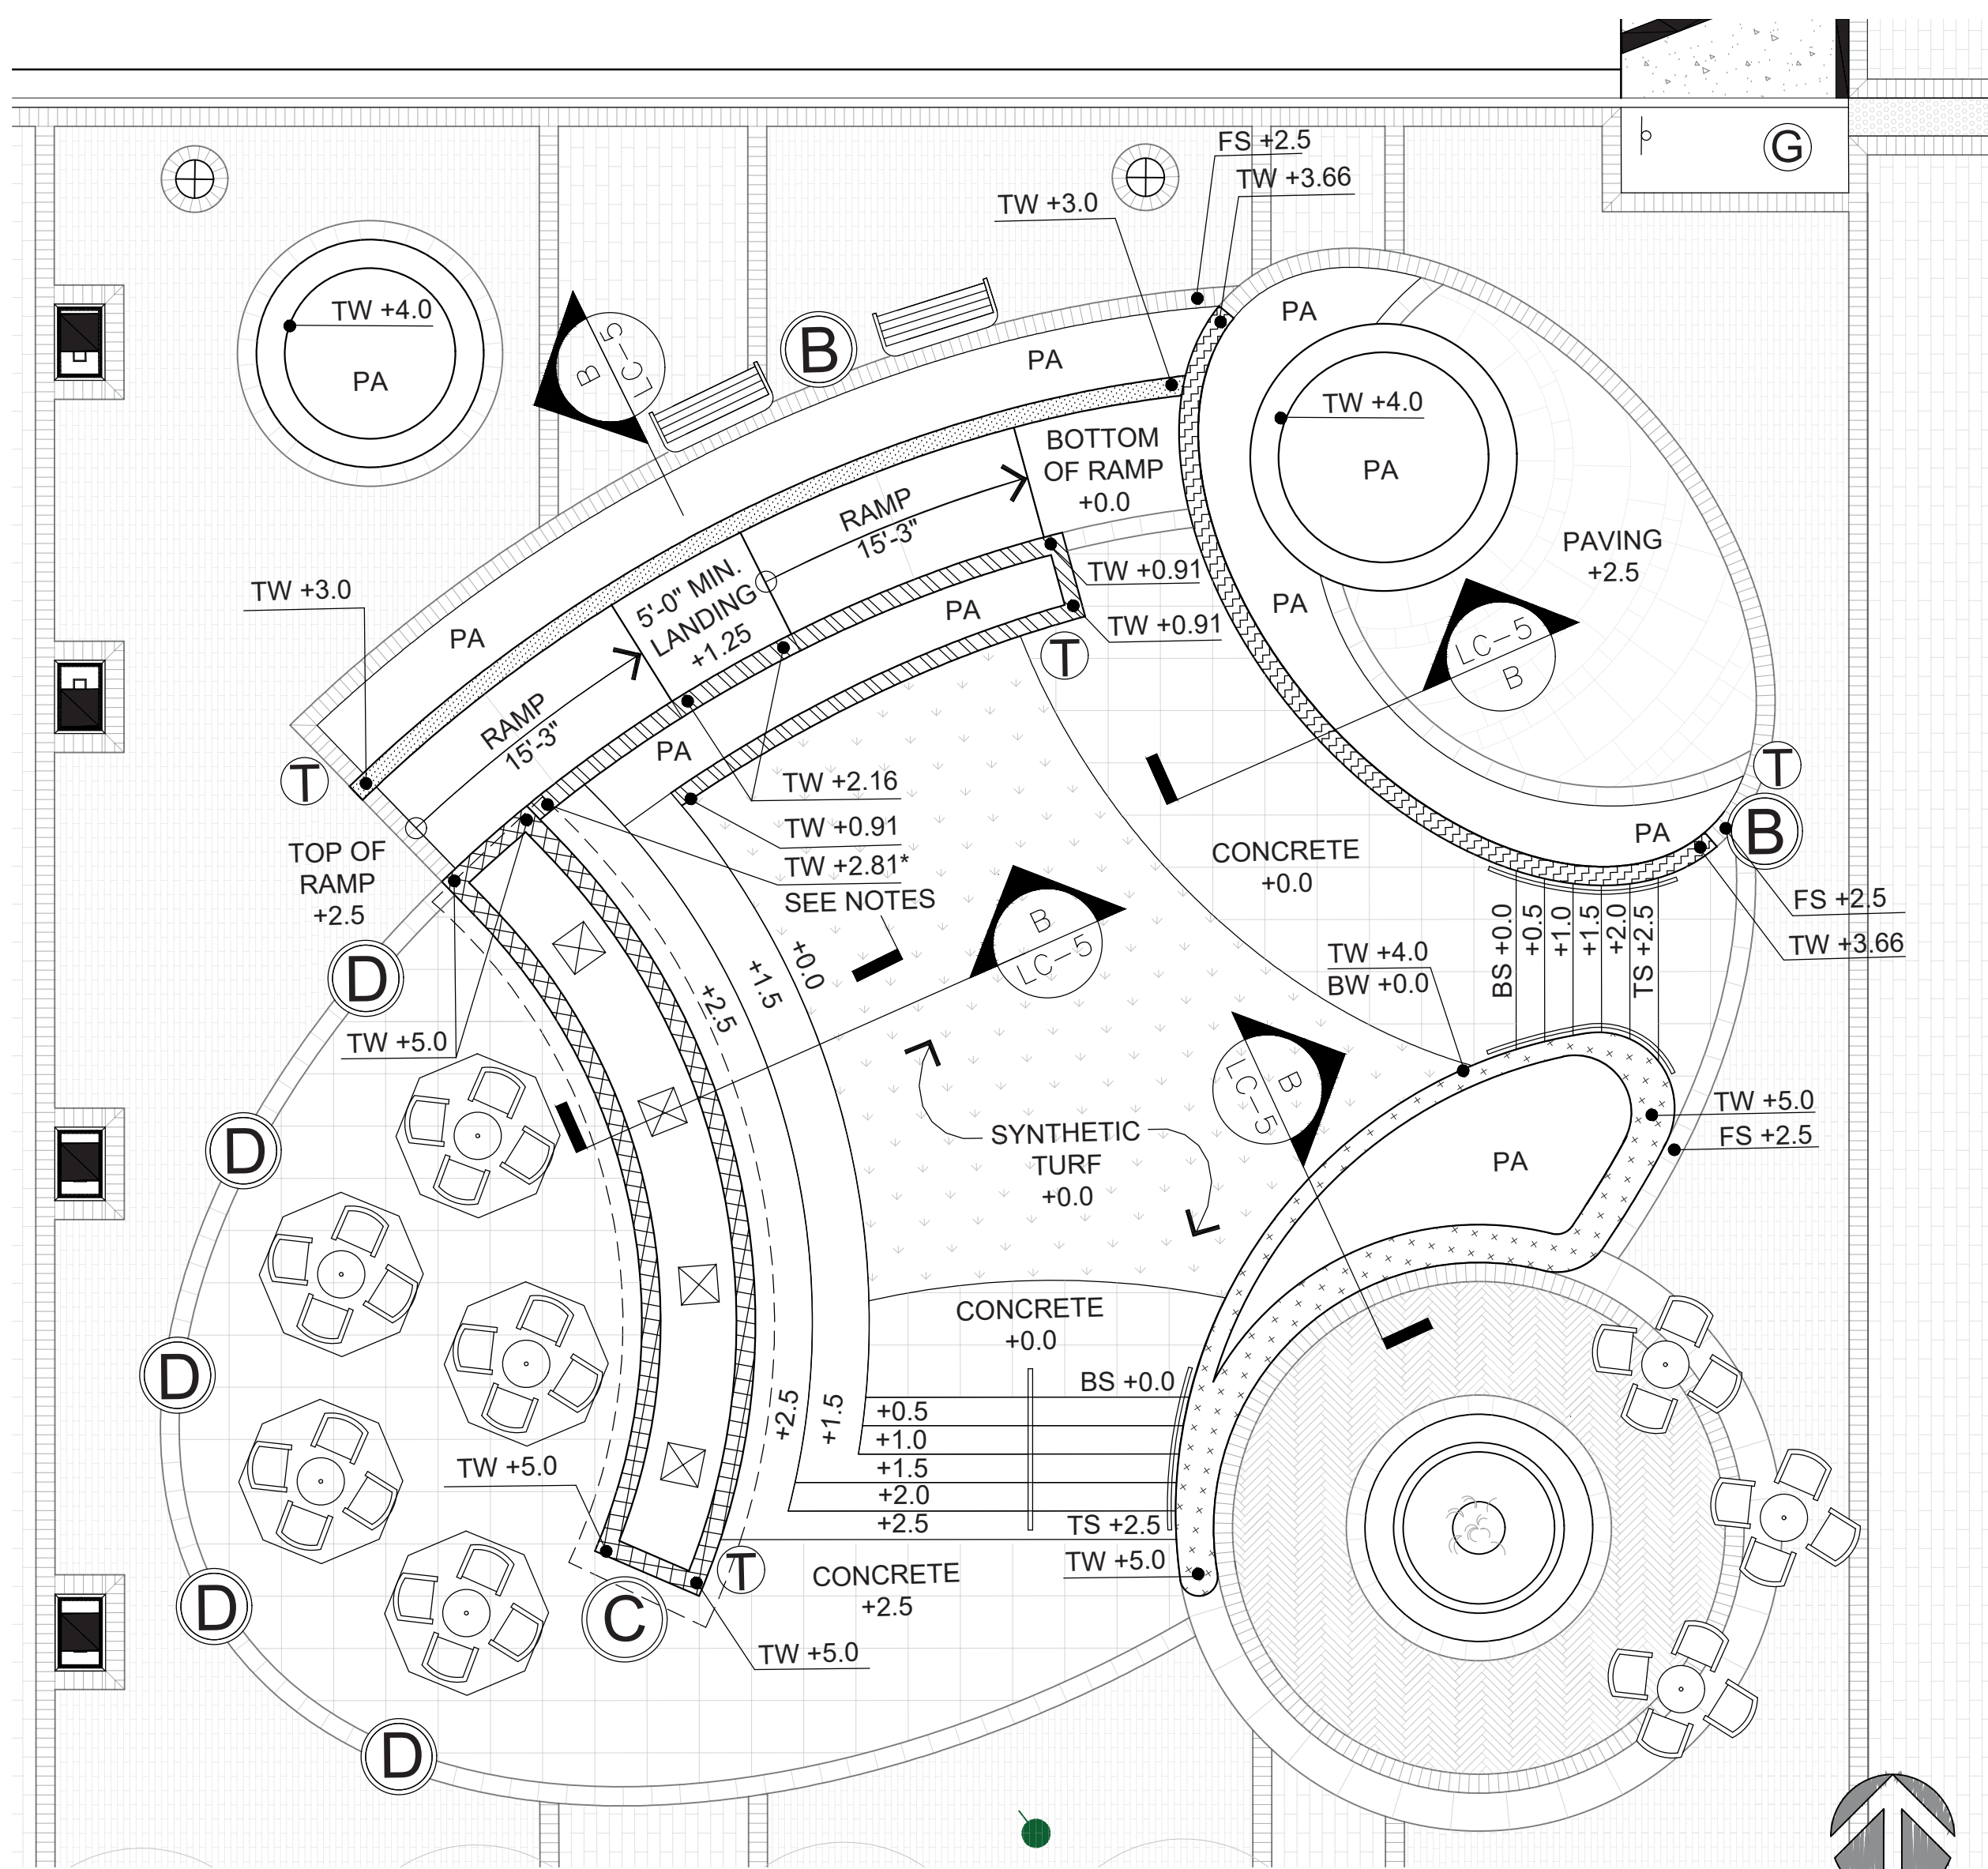 G
FS +2.5
TW +3.66
TW +3.0
TW +4.0
PA
B
LC-5
B
PA
PA
TW +4.0
PA
BOTTOM
OF RAMP
+0.0
RAMP
15'-3"
PAVING
+2.5
5'-0" MIN.
LANDING
+1.25
TW +3.0
PA
TW +0.91
PA
PA
TW +0.91
T
LC-5
B
RAMP
15'-3"
PA
T
T
TW +2.16
TW +0.91
TW +2.81*
SEE NOTES
B
PA
CONCRETE
+0.0
TOP OF
RAMP
+2.5
FS +2.5
TW +3.66
BS +0.0
+0.5
+1.0
+1.5
+2.0
TS +2.5
B
LC-5
TW +4.0
BW +0.0
D
+0.0
+1.5
+2.5
TW +5.0
B
LC-5
TW +5.0
FS +2.5
SYNTHETIC
TURF
+0.0
PA
D
CONCRETE
+0.0
D
BS +0.0
+0.5
+1.0
+1.5
+2.0
+2.5
TS +2.5
+2.5
+1.5
TW +5.0
TW +5.0
T
CONCRETE
+2.5
D
C
TW +5.0
D